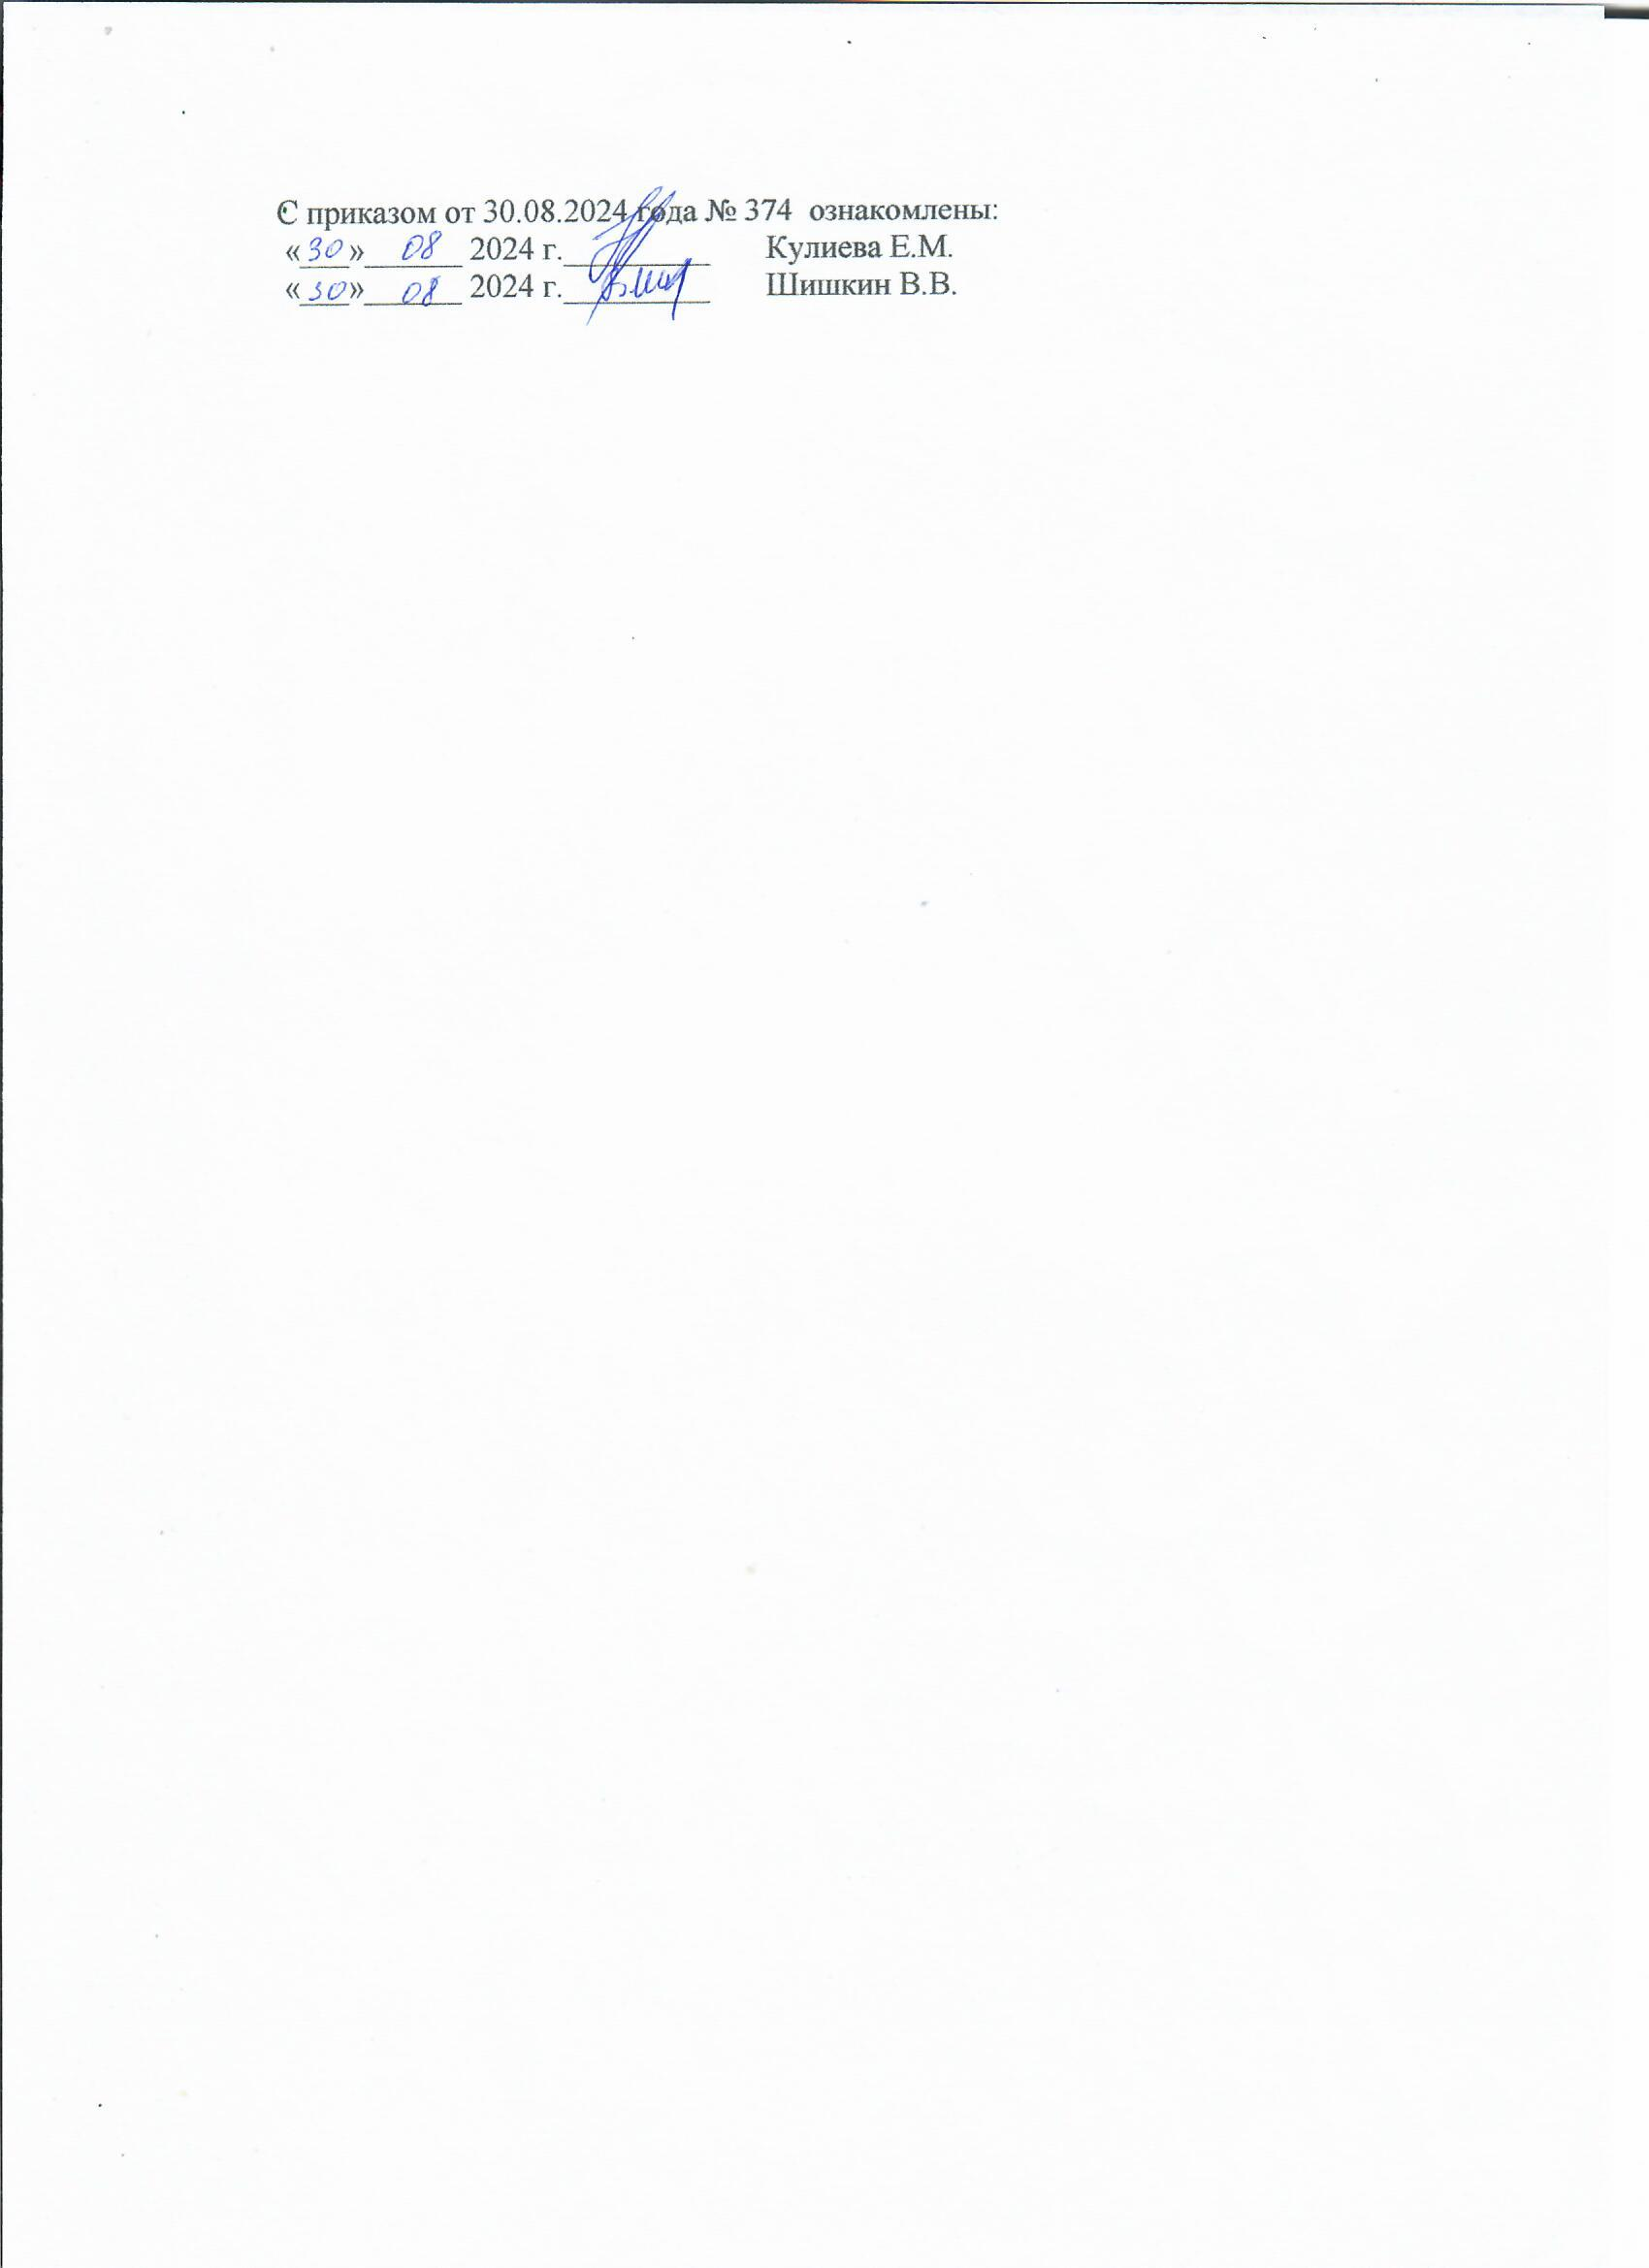 С приказом от 30.08.2024 года № 374 ознакомлены:
«30» 08 2024 г. Кулиева Е.М.
«30» 08 2024 г. Шишкин В.В.